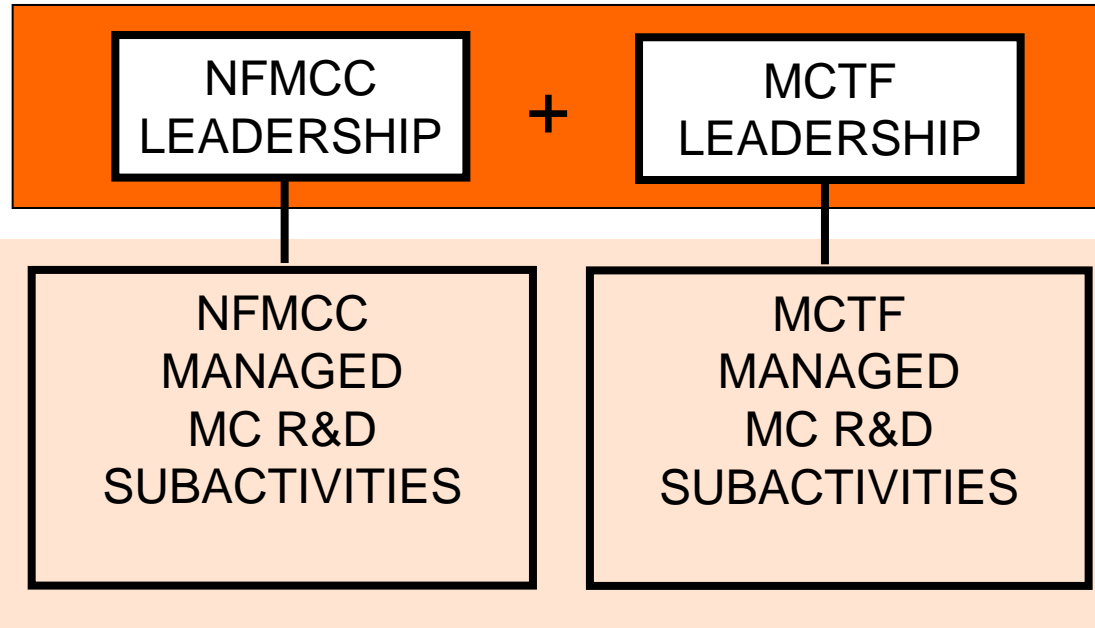 NFMCC
LEADERSHIP
+
MCTF
LEADERSHIP
NFMCC
MANAGED
MC R&D
SUBACTIVITIES
MCTF
MANAGED
MC R&D
SUBACTIVITIES